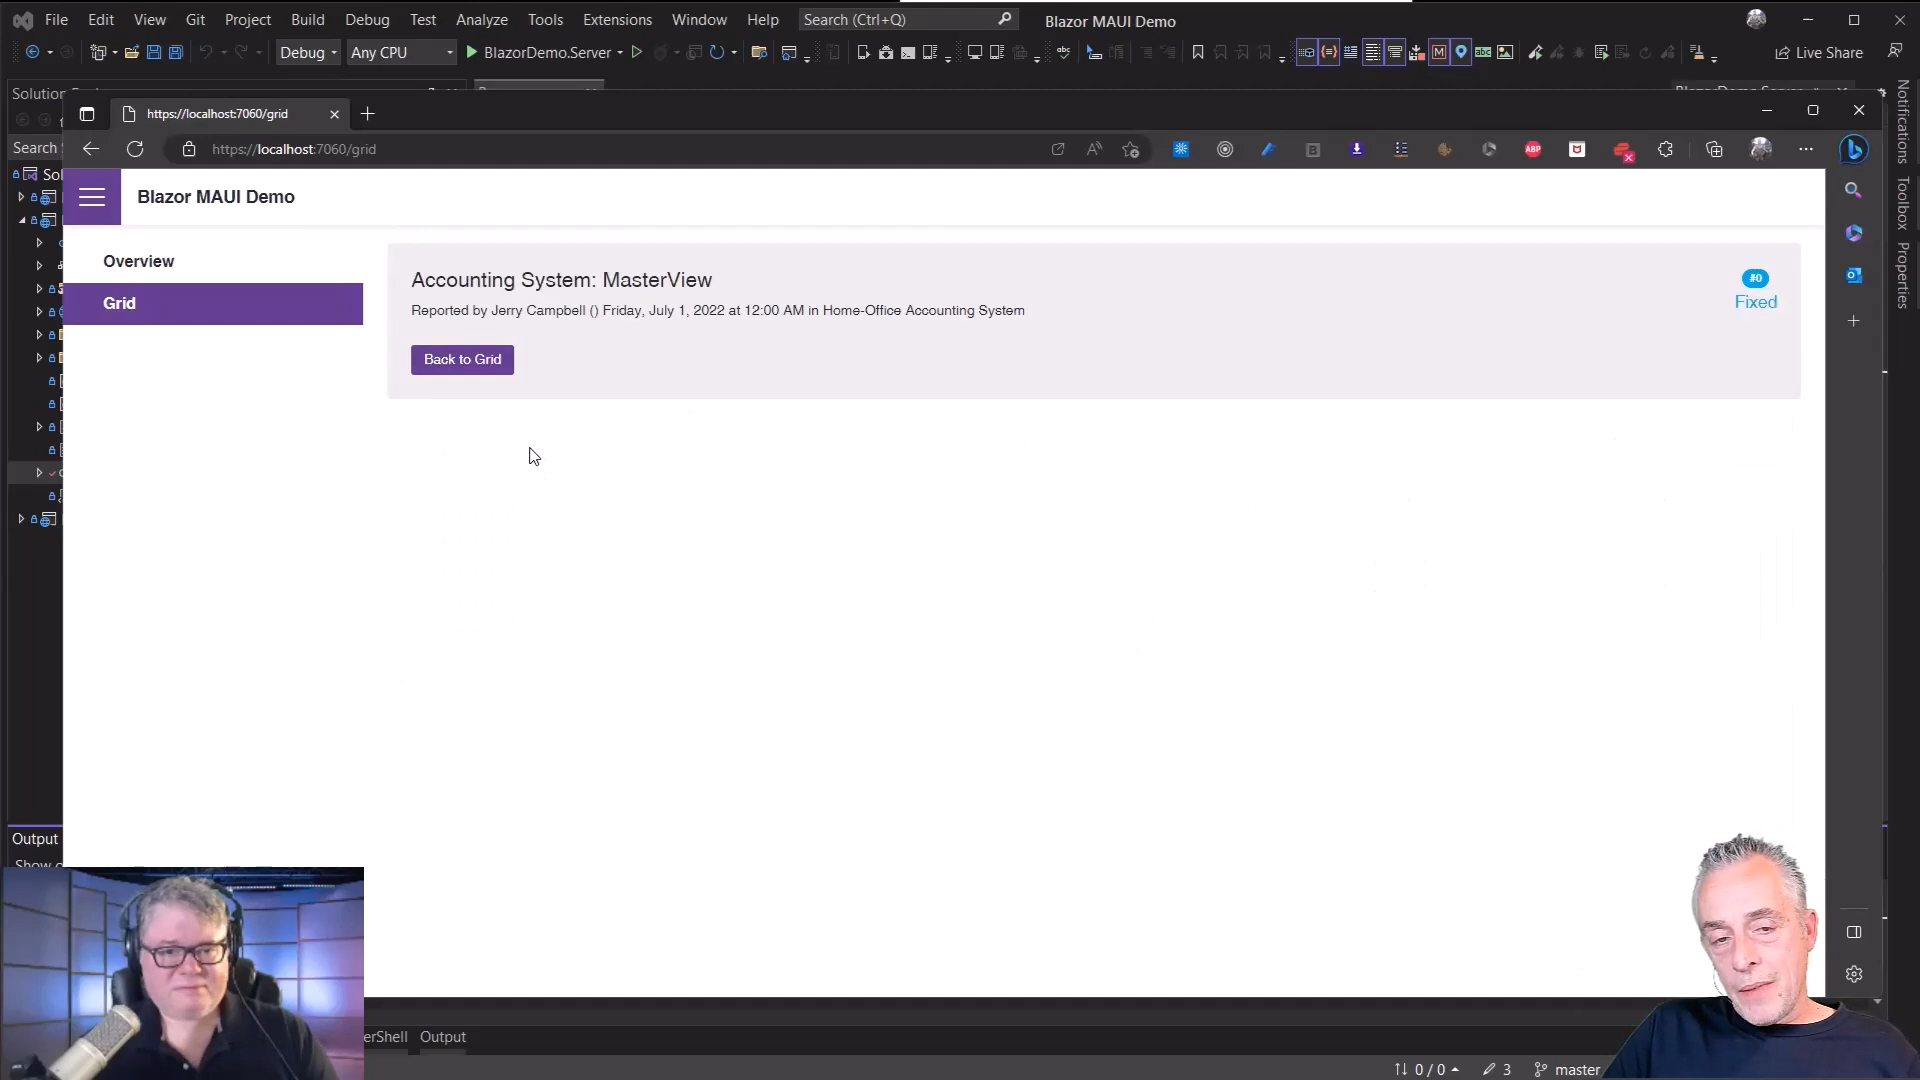 File Edit View Git Project Build Debug Test Analyze Tools Extensions Window Help Search (Ctrl+Q) Blazor MAUI Demo
Debug Any CPU BlazorDemo.Server Live Share
Solution
https://localhost:7060/grid
Search
https://localhost:7060/grid
Sol
Blazor MAUI Demo
Overview
Grid
Accounting System: MasterView
#0
Fixed
Reported by Jerry Campbell () Friday, July 1, 2022 at 12:00 AM in Home-Office Accounting System
Back to Grid
Notifications
Toolbox
Properties
Output
Show
erShell Output
0 / 0 3 master